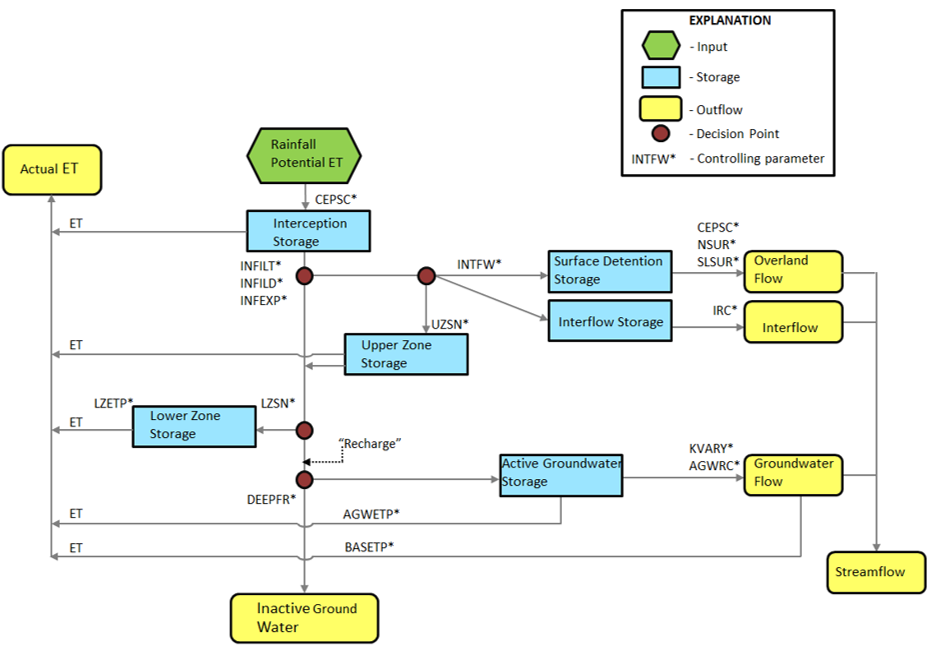 EXPLANATION
- Input
- Storage
- Outflow
- Decision Point
INTFW* - Controlling parameter
Actual ET
Rainfall
Potential ET
CEPSC*
ET
Interception
Storage
INFILT*
INFILD*
INFEXP*
INTFW*
Surface Detention
Storage
CEPSC*
NSUR*
SLSUR*
Overland
Flow
Interflow Storage
IRC*
Interflow
UZSN*
ET
Upper Zone
Storage
LZETP*
ET
Lower Zone
Storage
LZSN*
"Recharge"
DEEPFR*
Active Groundwater
Storage
KVARY*
AGWRC*
Groundwater
Flow
ET
AGWETP*
ET
BASETP*
Streamflow
Inactive Ground
Water